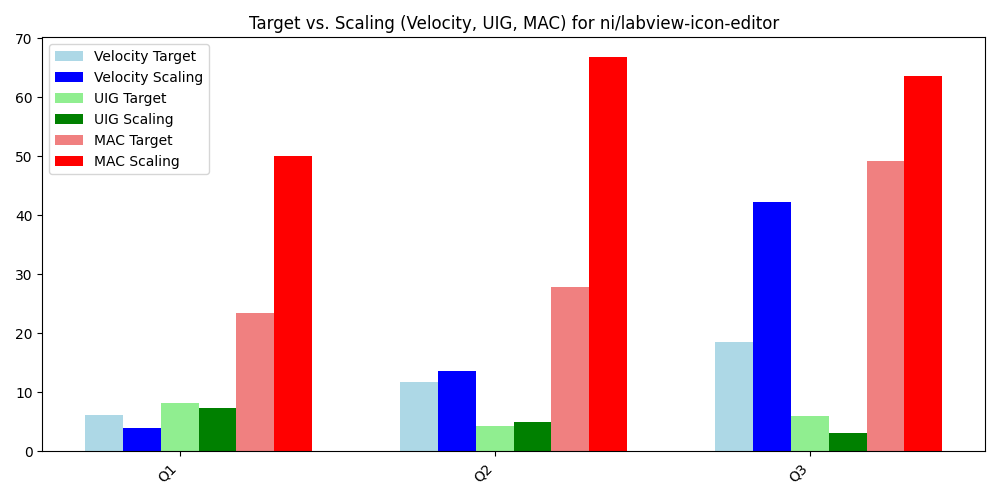 Target vs. Scaling (Velocity, UIG, MAC) for ni/labview-icon-editor
70
60
50
40
30
20
10
0
Velocity Target
Velocity Scaling
UIG Target
UIG Scaling
MAC Target
MAC Scaling
Q1
Q2
Q3